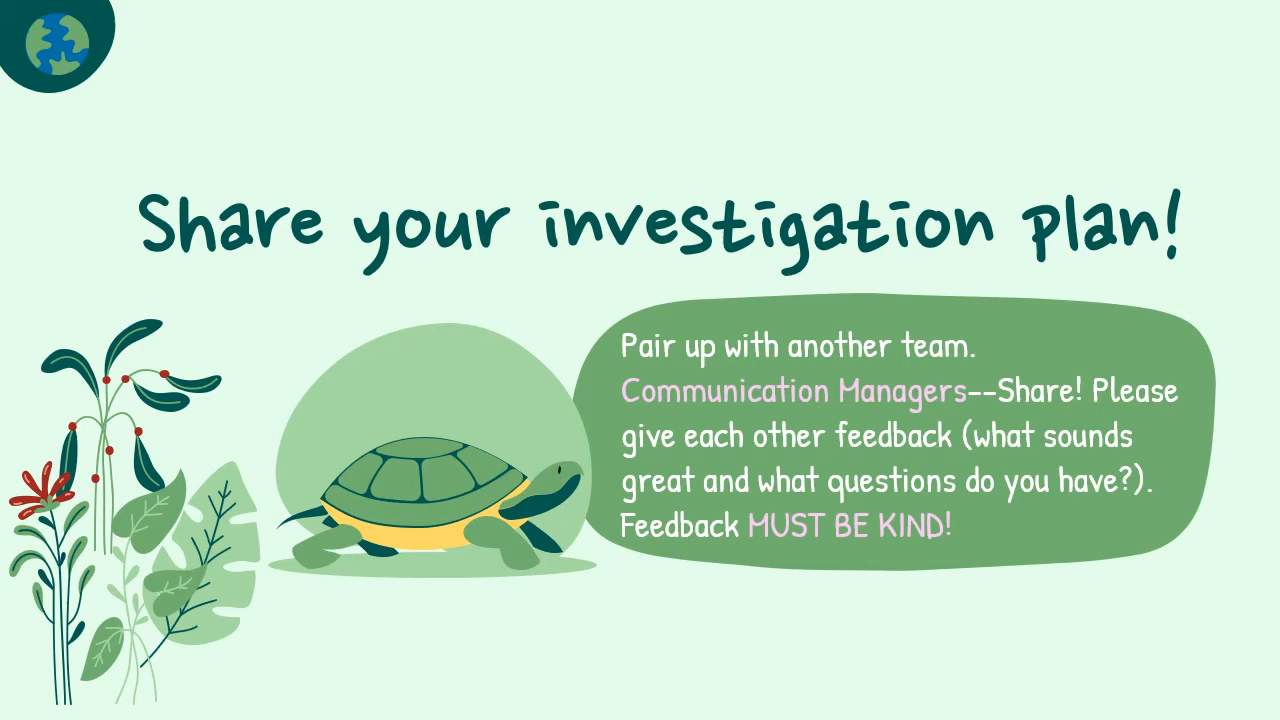 Share your investigation plan!
Pair up with another team.
Communication Managers--Share! Please
give each other feedback (what sounds
great and what questions do you have?).
Feedback MUST BE KIND!